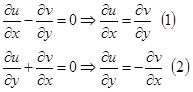 ∂u/∂x − ∂v/∂y = 0 ⇒ ∂u/∂x = ∂v/∂y (1)
∂u/∂y + ∂v/∂x = 0 ⇒ ∂u/∂y = −∂v/∂x (2)